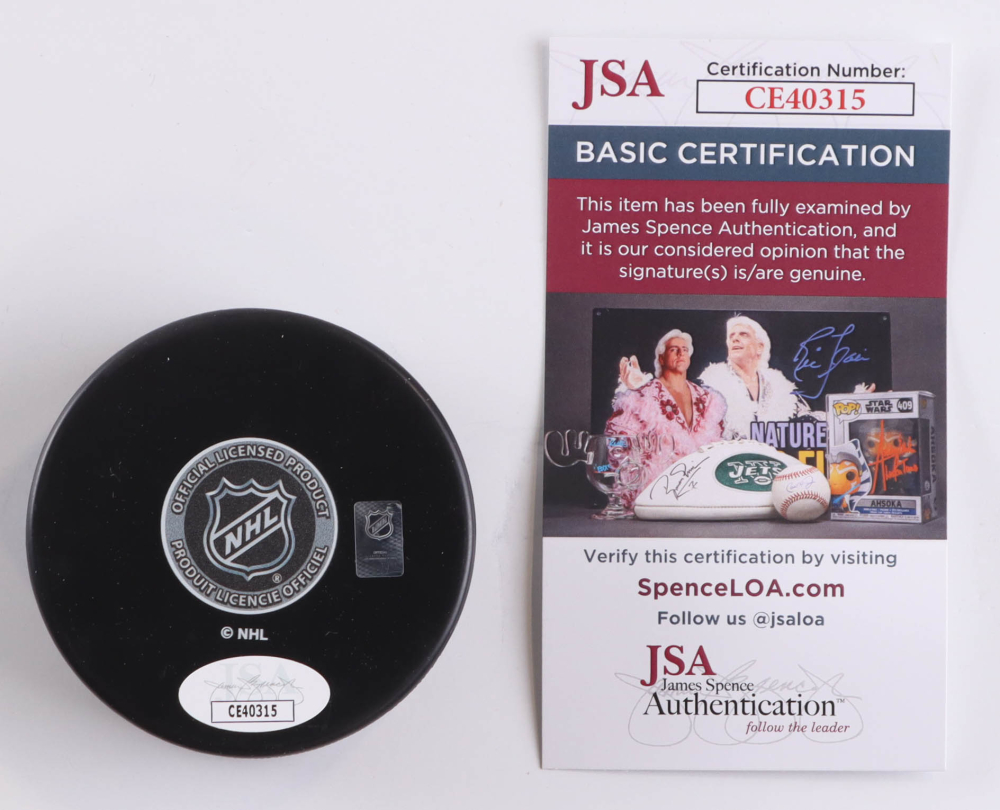 OFFICIAL LICENSED PRODUCT
NHL
®
PRODUIT LICENCIE OFFICIEL
© NHL
JSA
CE40315
JSA
Certification Number:
CE40315
BASIC CERTIFICATION
This item has been fully examined by
James Spence Authentication, and
it is our considered opinion that the
signature(s) is/are genuine.
NATURE
POP!
STAR WARS
409
JETS
AHSOKA
Verify this certification by visiting
SpenceLOA.com
Follow us @jsaloa
JSA
James Spence
Authentication™
follow the leader